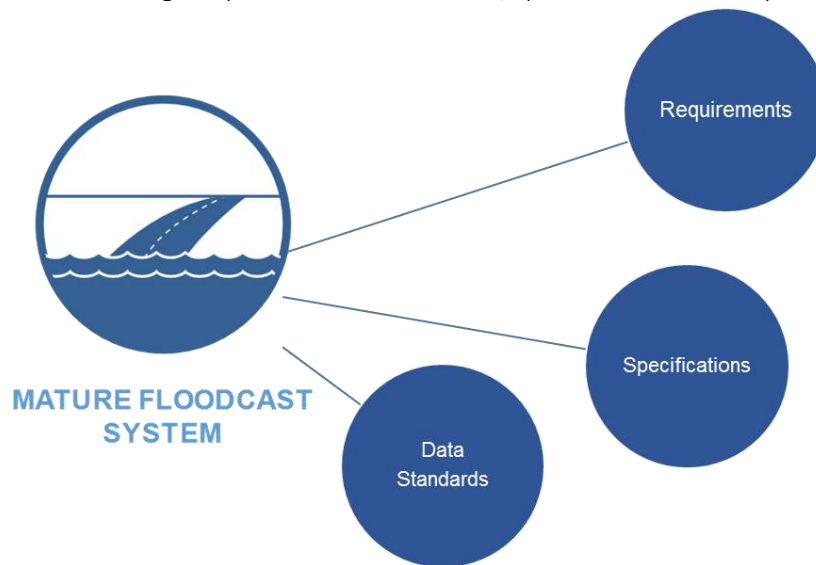 Requirements
Specifications
MATURE FLOODCAST
SYSTEM
Data
Standards